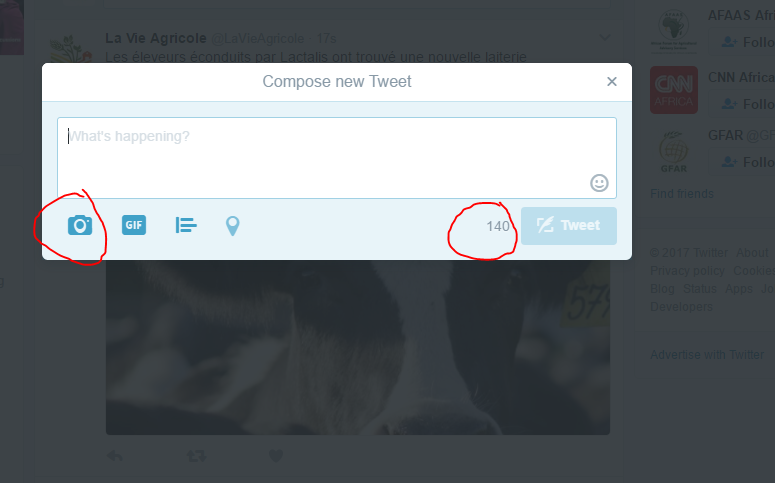 La Vie Agricole @LaVieAgricole · 17s
Les éleveurs éconduits par Lactalis ont trouvé une nouvelle laiterie
Compose new Tweet
What's happening?
GIF
140
Tweet
579
AFAAS Afri
Follo
CNN
AFRICA
CNN Africa
Follo
GFAR
GFAR @GF
Follo
Find friends
© 2017 Twitter About
Privacy policy Cookies
Blog Status Apps Jo
Developers
Advertise with Twitter